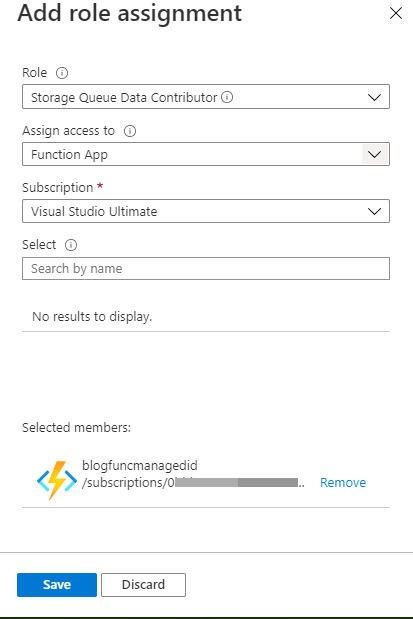 Add role assignment
Role
Storage Queue Data Contributor
Assign access to
Function App
Subscription *
Visual Studio Ultimate
Select
Search by name
No results to display.
Selected members:
blogfuncmanagedid
/subscriptions/0 ..
Remove
Save
Discard